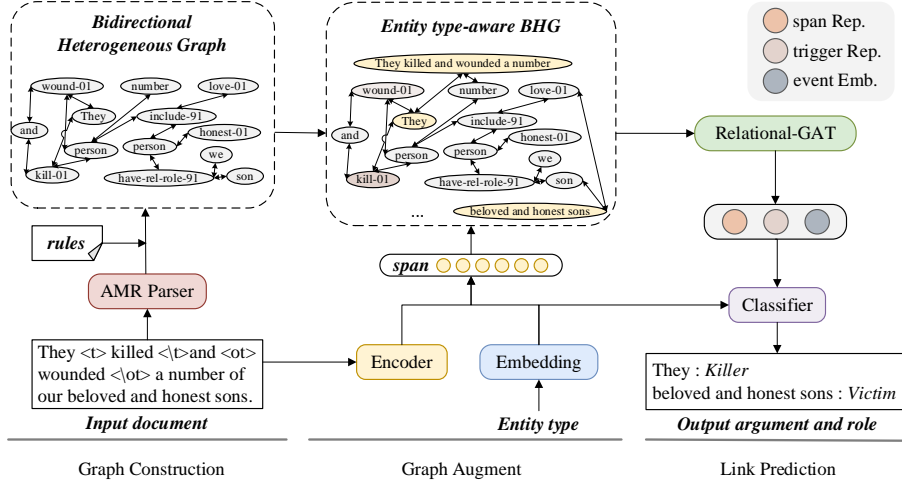 Bidirectional
Heterogeneous Graph
wound-01
number
love-01
They
include-91
and
honest-01
person
person
we
kill-01
have-rel-role-91
son
rules
AMR Parser
They <t> killed <\t>and <ot>
wounded <\ot> a number of
our beloved and honest sons.
Input document
Graph Construction
Entity type-aware BHG
They killed and wounded a number
wound-01
number
love-01
They
include-91
and
honest-01
person
person
we
kill-01
have-rel-role-91
son
...
beloved and honest sons
span
Encoder
Embedding
Entity type
Graph Augment
span Rep.
trigger Rep.
event Emb.
Relational-GAT
Classifier
They : Killer
beloved and honest sons : Victim
Output argument and role
Link Prediction